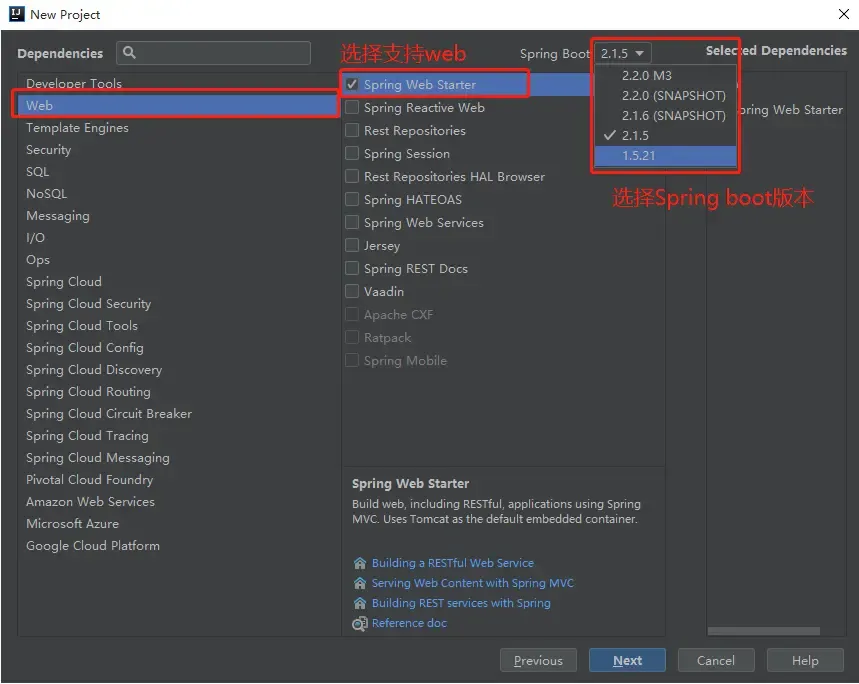 New Project
Dependencies
选择支持web
Spring Boot 2.1.5
Selected Dependencies
2.2.0 M3
2.2.0 (SNAPSHOT)
2.1.6 (SNAPSHOT)
2.1.5
1.5.21
选择Spring boot版本
Developer Tools
Web
Template Engines
Security
SQL
NoSQL
Messaging
I/O
Ops
Spring Cloud
Spring Cloud Security
Spring Cloud Tools
Spring Cloud Config
Spring Cloud Discovery
Spring Cloud Routing
Spring Cloud Circuit Breaker
Spring Cloud Tracing
Spring Cloud Messaging
Pivotal Cloud Foundry
Amazon Web Services
Microsoft Azure
Google Cloud Platform
Spring Web Starter
Spring Reactive Web
Rest Repositories
Spring Session
Rest Repositories HAL Browser
Spring HATEOAS
Spring Web Services
Jersey
Spring REST Docs
Vaadin
Apache CXF
Ratpack
Spring Mobile
pring Web Starter
Spring Web Starter
Build web, including RESTful, applications using Spring
MVC. Uses Tomcat as the default embedded container.
Building a RESTful Web Service
Serving Web Content with Spring MVC
Building REST services with Spring
Reference doc
Previous
Next
Cancel
Help